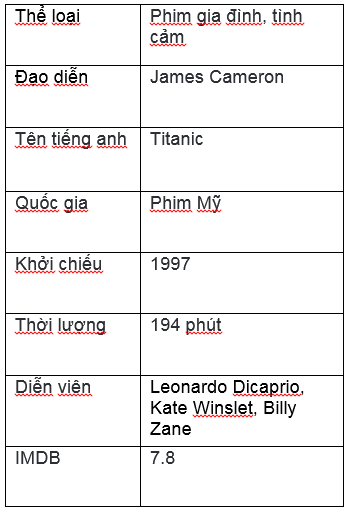 Thể loại Phim gia đình, tình
cảm
Đạo diễn James Cameron
Tên tiếng anh Titanic
Quốc gia Phim Mỹ
Khởi chiếu 1997
Thời lượng 194 phút
Diễn viên Leonardo Dicaprio,
Kate Winslet, Billy
Zane
IMDB 7.8